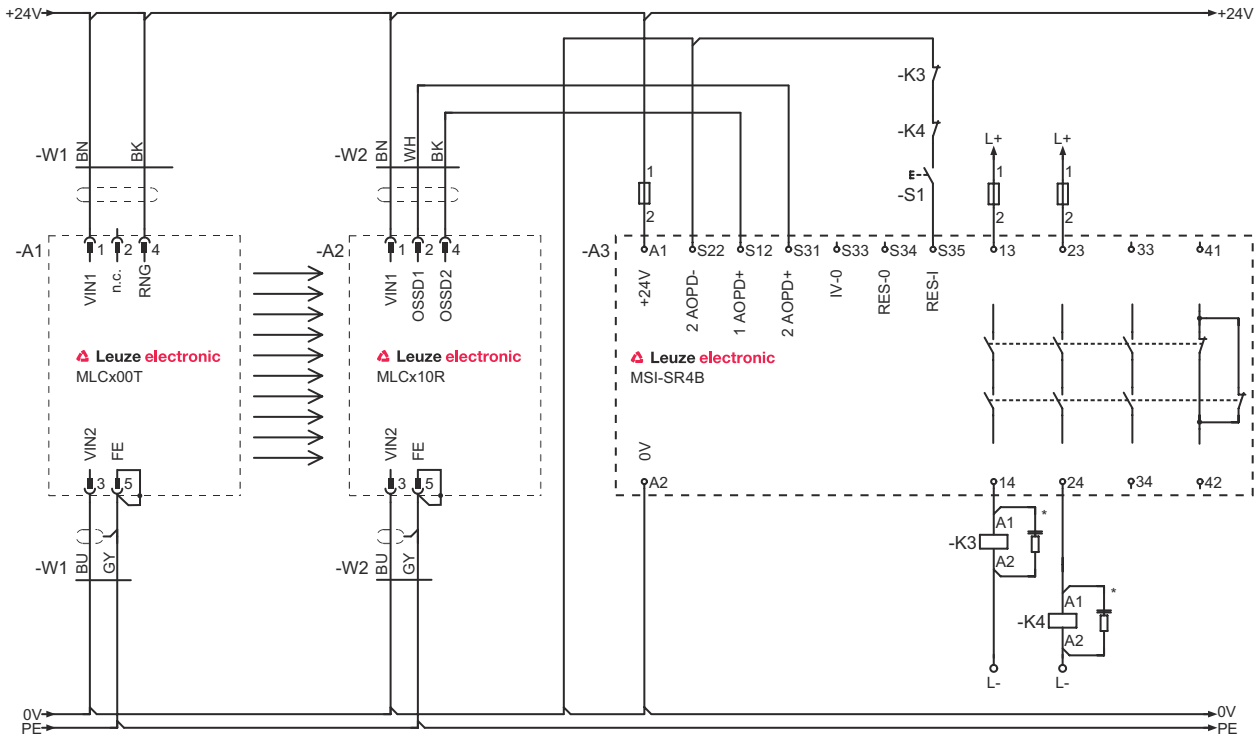 +24V
+24V
-K3
-K4
-S1
L+
L+
-W1
BN
BK
-W2
BN
WH
BK
1
2
1
2
1
2
-A1
1
2
4
VIN1
n.c.
RNG
-A2
1
2
4
VIN1
OSSD1
OSSD2
-A3
A1
S22
S12
S31
S33
S34
S35
13
23
33
41
+24V
2 AOPD-
1 AOPD+
2 AOPD+
IV-0
RES-0
RES-I
Leuze electronic
MLCx00T
Leuze electronic
MLCx10R
Leuze electronic
MSI-SR4B
VIN2
FE
VIN2
FE
0V
3
5
3
5
A2
14
24
34
42
-W1
BU
GY
-W2
BU
GY
-K3
A1
A2
*
-K4
A1
A2
*
L-
L-
0V
0V
PE
PE